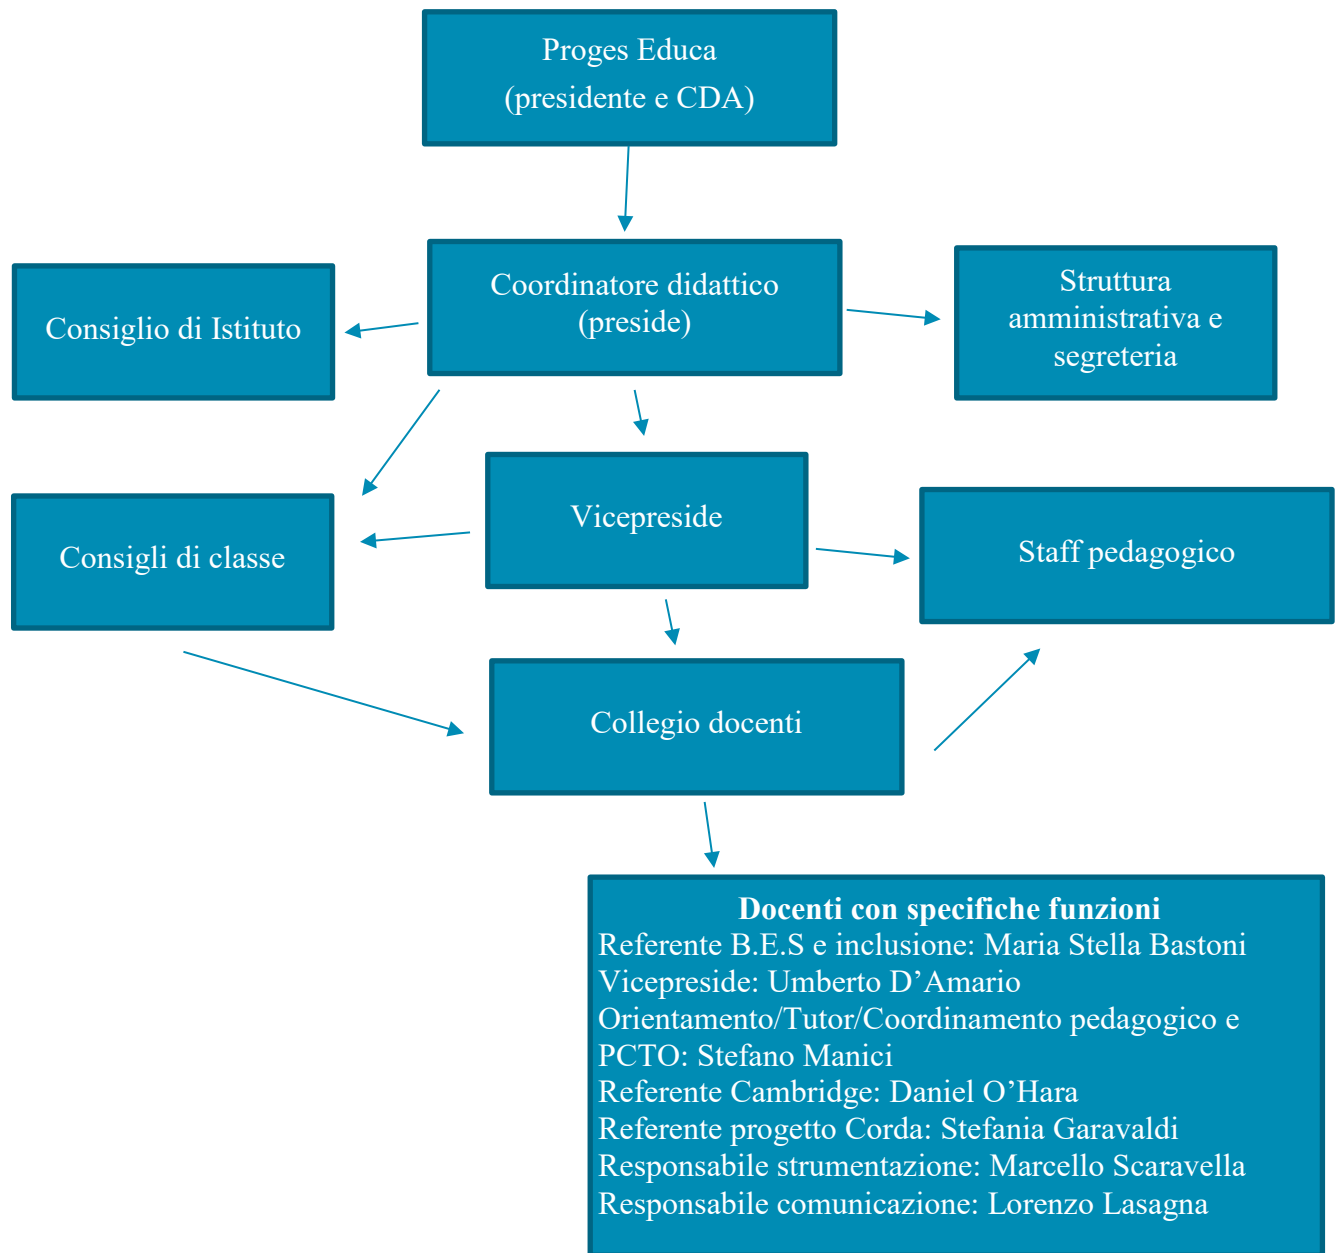 Proges Educa
(presidente e CDA)
Coordinatore didattico
(preside)
Consiglio di Istituto
Struttura
amministrativa e
segreteria
Vicepreside
Consigli di classe
Staff pedagogico
Collegio docenti
Docenti con specifiche funzioni
Referente B.E.S e inclusione: Maria Stella Bastoni
Vicepreside: Umberto D’Amario
Orientamento/Tutor/Coordinamento pedagogico e
PCTO: Stefano Manici
Referente Cambridge: Daniel O’Hara
Referente progetto Corda: Stefania Garavaldi
Responsabile strumentazione: Marcello Scaravella
Responsabile comunicazione: Lorenzo Lasagna